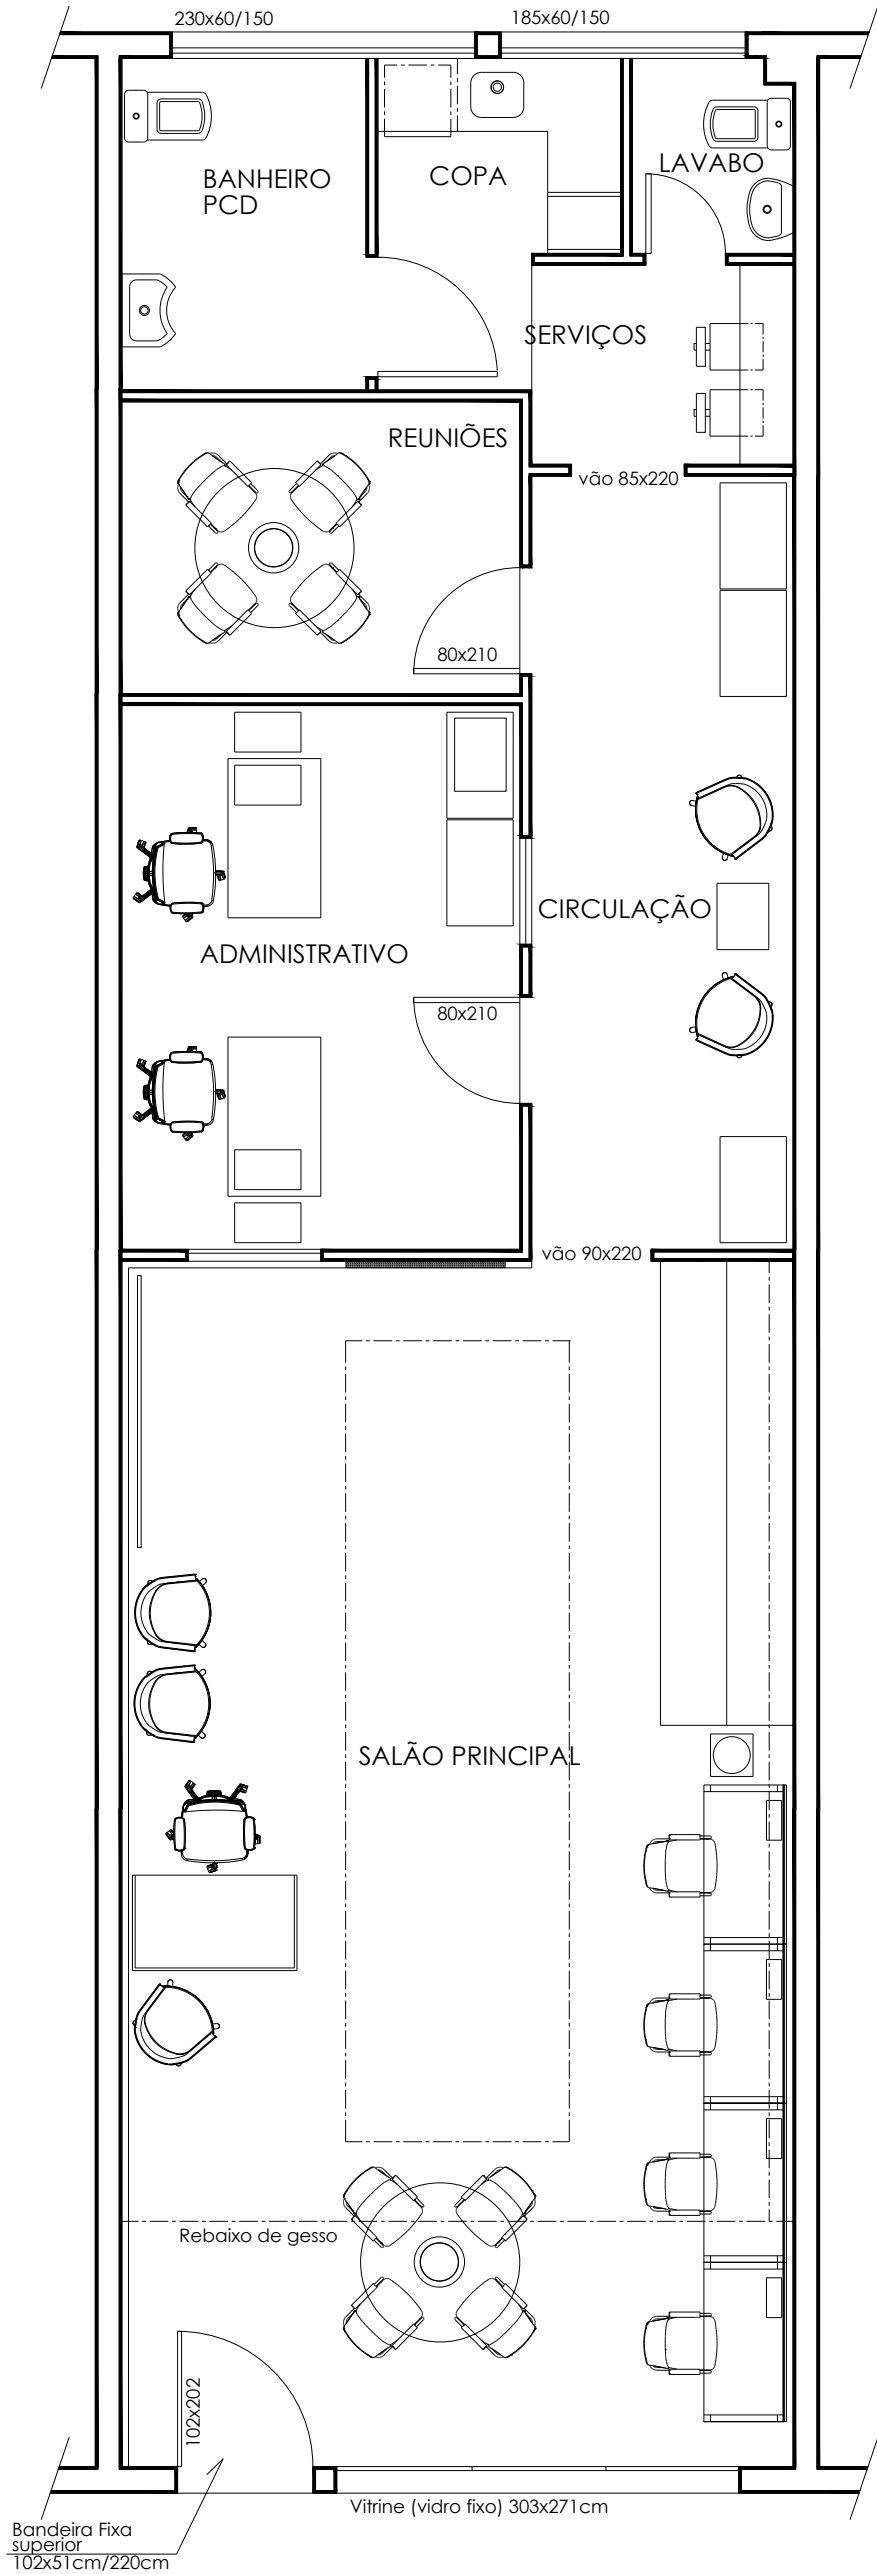 230x60/150
185x60/150
BANHEIRO
PCD
COPA
LAVABO
SERVIÇOS
REUNIÕES
vão 85x220
80x210
CIRCULAÇÃO
ADMINISTRATIVO
80x210
vão 90x220
SALÃO PRINCIPAL
Rebaixo de gesso
102x202
Vitrine (vidro fixo) 303x271cm
Bandeira Fixa
superior
102x51cm/220cm